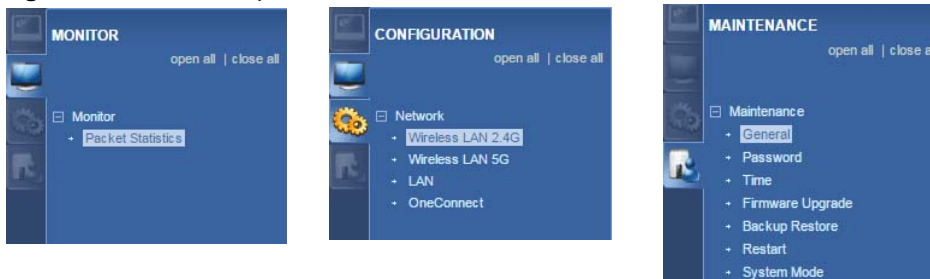 MONITOR
open all | close all
Monitor
Packet Statistics
CONFIGURATION
open all | close all
Network
Wireless LAN 2.4G
Wireless LAN 5G
LAN
OneConnect
MAINTENANCE
open all | close a
Maintenance
General
Password
Time
Firmware Upgrade
Backup Restore
Restart
System Mode